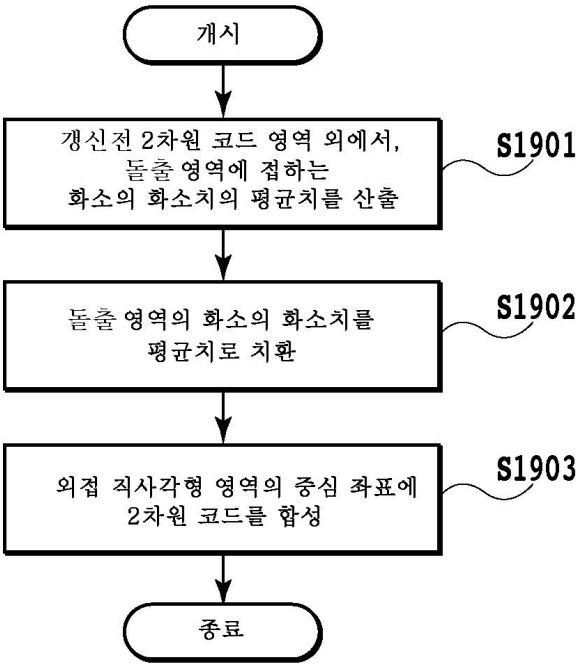 개시
갱신전 2차원 코드 영역 외에서,
돌출 영역에 접하는
화소의 화소치의 평균치를 산출
S1901
돌출 영역의 화소의 화소치를
평균치로 치환
S1902
외접 직사각형 영역의 중심 좌표에
2차원 코드를 합성
S1903
종료